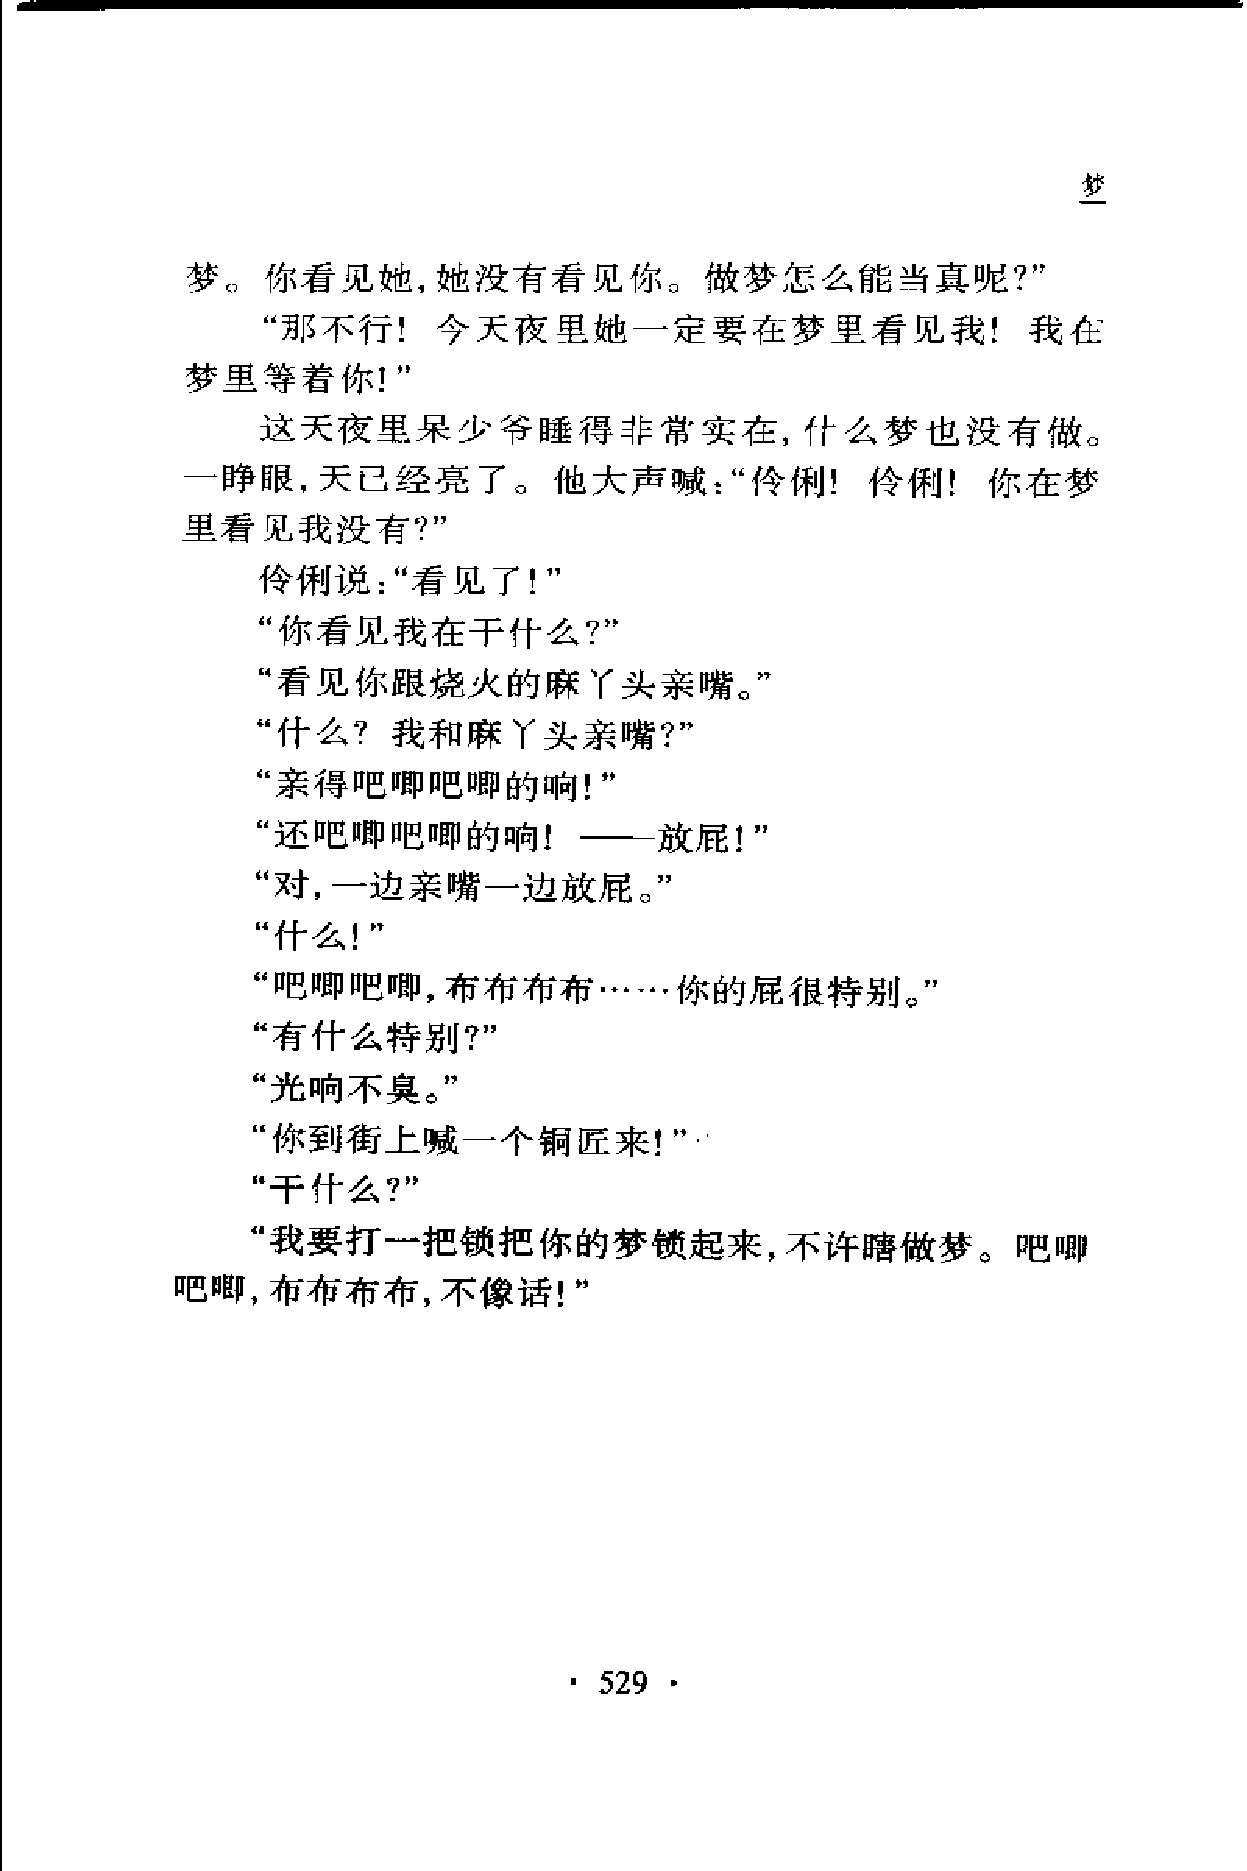 梦
梦。你看见她,她没有看见你。做梦怎么能当真呢?”
“那不行! 今天夜里她一定要在梦里看见我! 我在
梦里等着你!”
这天夜里呆少爷睡得非常实在,什么梦也没有做。
一睁眼,天已经亮了。他大声喊:“伶俐! 伶俐! 你在梦
里看见我没有?”
伶俐说:“看见了!”
“你看见我在干什么?”
“看见你跟烧火的麻丫头亲嘴。”
“什么? 我和麻丫头亲嘴?”
“亲得吧唧吧唧的响!”
“还吧唧吧唧的响! ——放屁!”
“对,一边亲嘴一边放屁。”
“什么!”
“吧唧吧唧,布布布布……你的屁很特别。”
“有什么特别?”
“光响不臭。”
“你到街上喊一个铜匠来!”
“干什么?”
“我要打一把锁把你的梦锁起来,不许瞎做梦。吧唧
吧唧,布布布布,不像话!”
· 529 ·